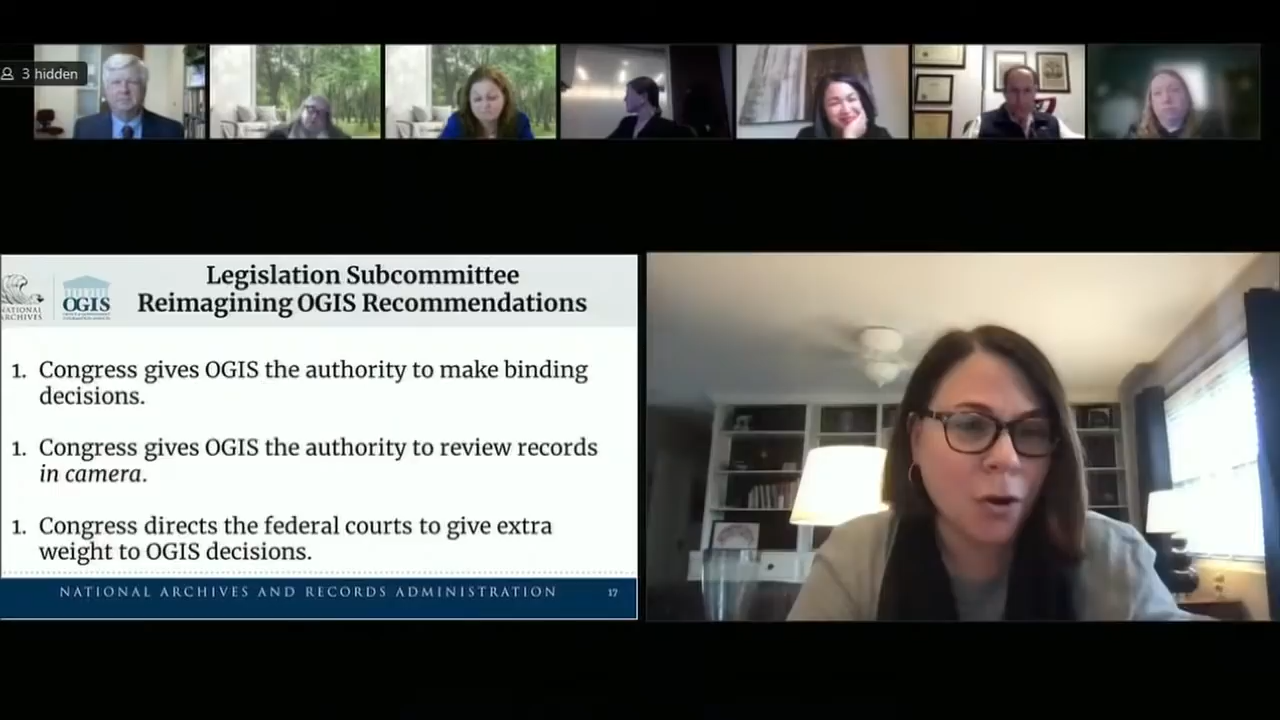 3 hidden
Legislation Subcommittee
Reimagining OGIS Recommendations
NATIONAL
ARCHIVES
OGIS
1. Congress gives OGIS the authority to make binding
decisions.
1. Congress gives OGIS the authority to review records
in camera.
1. Congress directs the federal courts to give extra
weight to OGIS decisions.
NATIONAL ARCHIVES AND RECORDS ADMINISTRATION
17